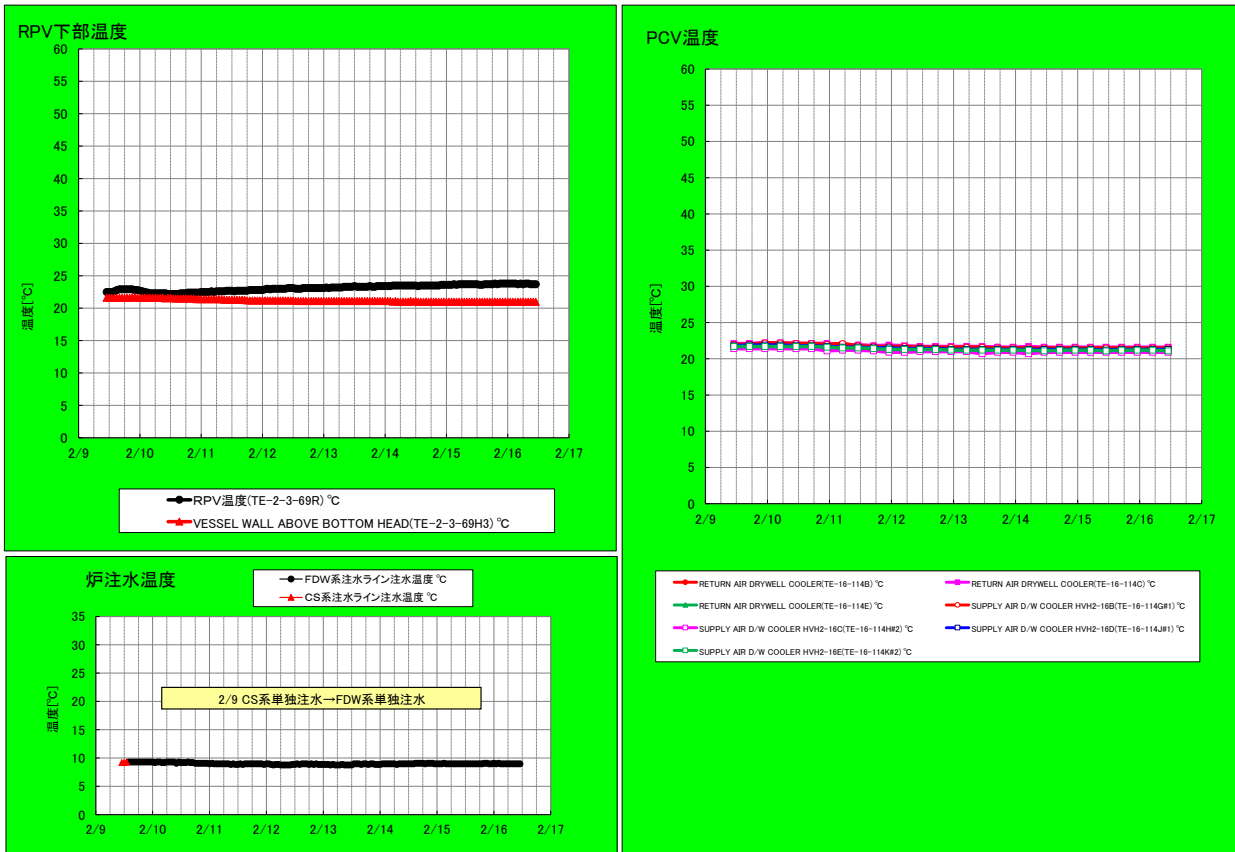 RPV下部温度
60
55
50
45
40
35
30
25
20
15
10
5
0
温度[℃]
2/9 2/10 2/11 2/12 2/13 2/14 2/15 2/16 2/17
RPV温度(TE-2-3-69R) ℃
VESSEL WALL ABOVE BOTTOM HEAD(TE-2-3-69H3) ℃
炉注水温度
FDW系注水ライン注水温度 ℃
CS系注水ライン注水温度 ℃
35
30
25
20
15
10
5
0
温度[℃]
2/9 CS系単独注水→FDW系単独注水
2/9 2/10 2/11 2/12 2/13 2/14 2/15 2/16 2/17
PCV温度
60
55
50
45
40
35
30
25
20
15
10
5
0
温度[℃]
2/9 2/10 2/11 2/12 2/13 2/14 2/15 2/16 2/17
RETURN AIR DRYWELL COOLER(TE-16-114B) ℃
RETURN AIR DRYWELL COOLER(TE-16-114C) ℃
RETURN AIR DRYWELL COOLER(TE-16-114E) ℃
SUPPLY AIR D/W COOLER HVH2-16B(TE-16-114G#1) ℃
SUPPLY AIR D/W COOLER HVH2-16C(TE-16-114H#2) ℃
SUPPLY AIR D/W COOLER HVH2-16D(TE-16-114J#1) ℃
SUPPLY AIR D/W COOLER HVH2-16E(TE-16-114K#2) ℃